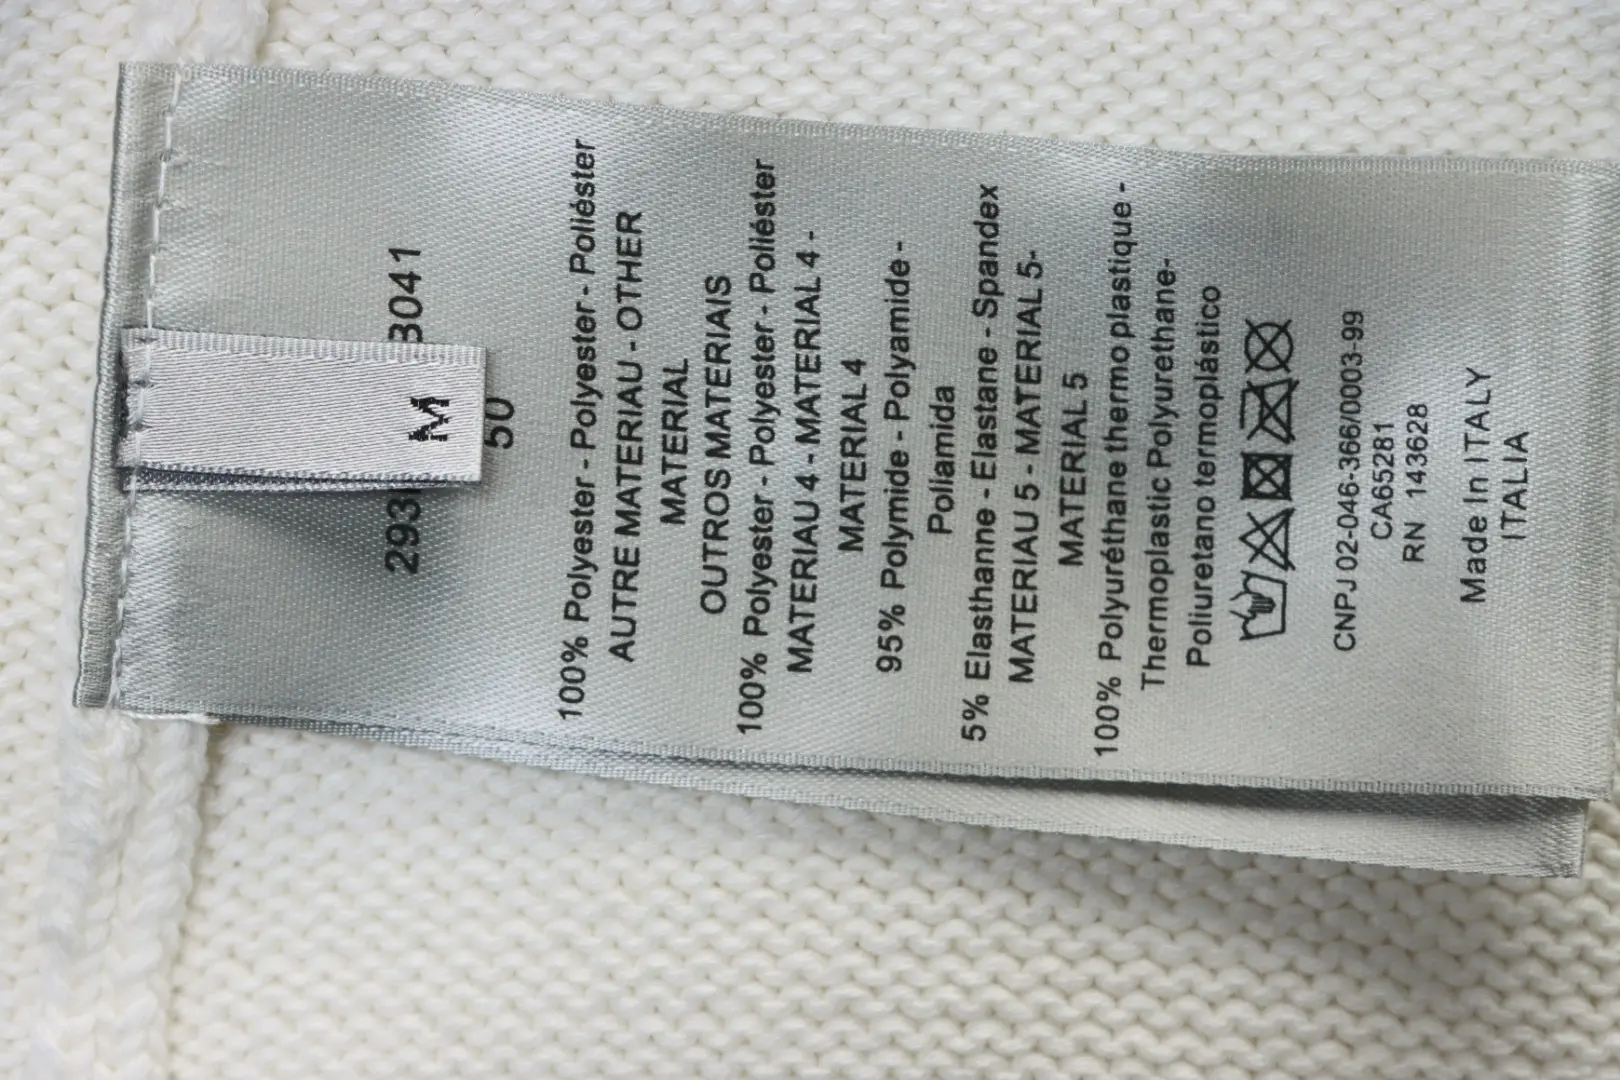 M
293 3041
50
100% Polyester - Polyester - Poliéster
AUTRE MATERIAU - OTHER
MATERIAL
OUTROS MATERIAIS
100% Polyester - Polyester - Poliéster
MATERIAU 4 - MATERIAL 4 -
MATERIAL 4
95% Polymide - Polyamide -
Poliamida
5% Elasthanne - Elastane - Spandex
MATERIAU 5 - MATERIAL 5-
MATERIAL 5
100% Polyuréthane thermo plastique -
Thermoplastic Polyurethane-
Poliuretano termoplástico
CNPJ 02-046-366/0003-99
CA65281
RN 143628
Made In ITALY
ITALIA